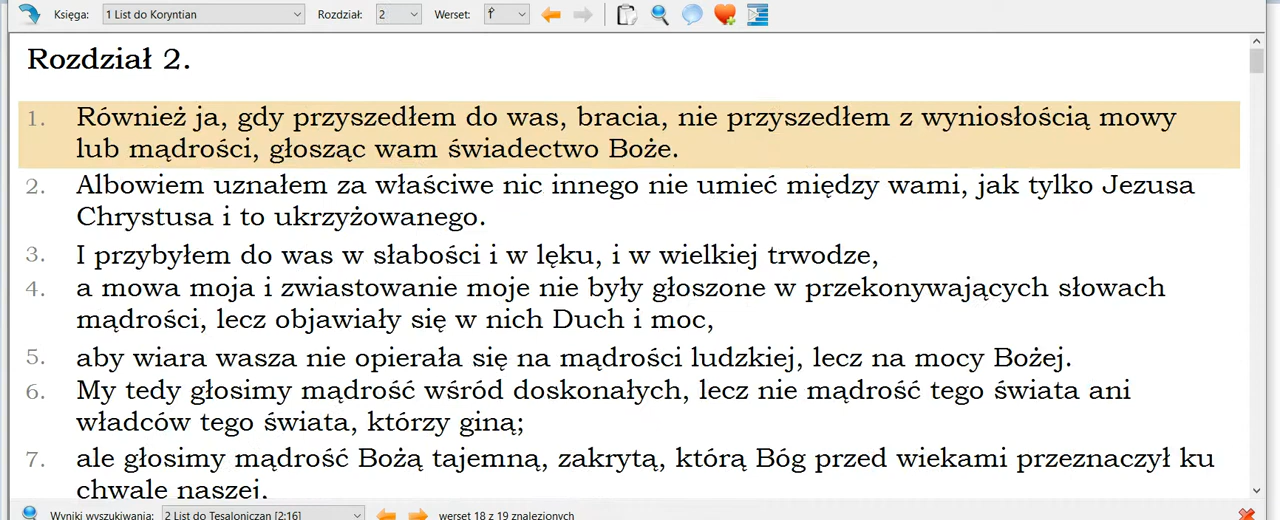 Księga: 1 List do Koryntian Rozdział: 2 Werset: 1
Rozdział 2.
1. Również ja, gdy przyszedłem do was, bracia, nie przyszedłem z wyniosłością mowy
lub mądrości, głosząc wam świadectwo Boże.
2. Albowiem uznałem za właściwe nic innego nie umieć między wami, jak tylko Jezusa
Chrystusa i to ukrzyżowanego.
3. I przybyłem do was w słabości i w lęku, i w wielkiej trwodze,
4. a mowa moja i zwiastowanie moje nie były głoszone w przekonywających słowach
mądrości, lecz objawiały się w nich Duch i moc,
5. aby wiara wasza nie opierała się na mądrości ludzkiej, lecz na mocy Bożej.
6. My tedy głosimy mądrość wśród doskonałych, lecz nie mądrość tego świata ani
władców tego świata, którzy giną;
7. ale głosimy mądrość Bożą tajemną, zakrytą, którą Bóg przed wiekami przeznaczył ku
chwale naszej,
Wyniki wyszukiwania: 2 List do Tesaloniczan [2:16] werset 18 z 19 znalezionych